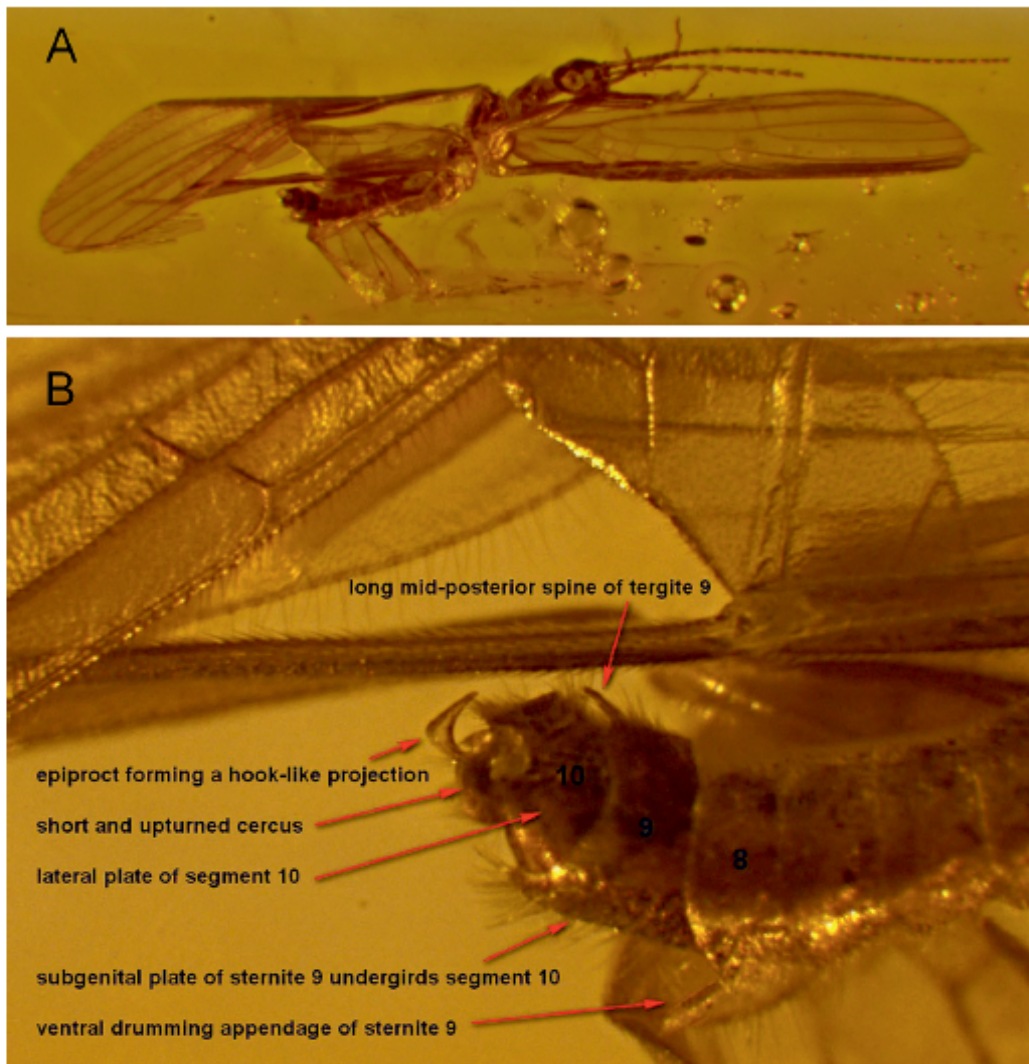 A
B
long mid-posterior spine of tergite 9
epiproct forming a hook-like projection
10
short and upturned cercus
9
8
lateral plate of segment 10
subgenital plate of sternite 9 undergirds segment 10
ventral drumming appendage of sternite 9